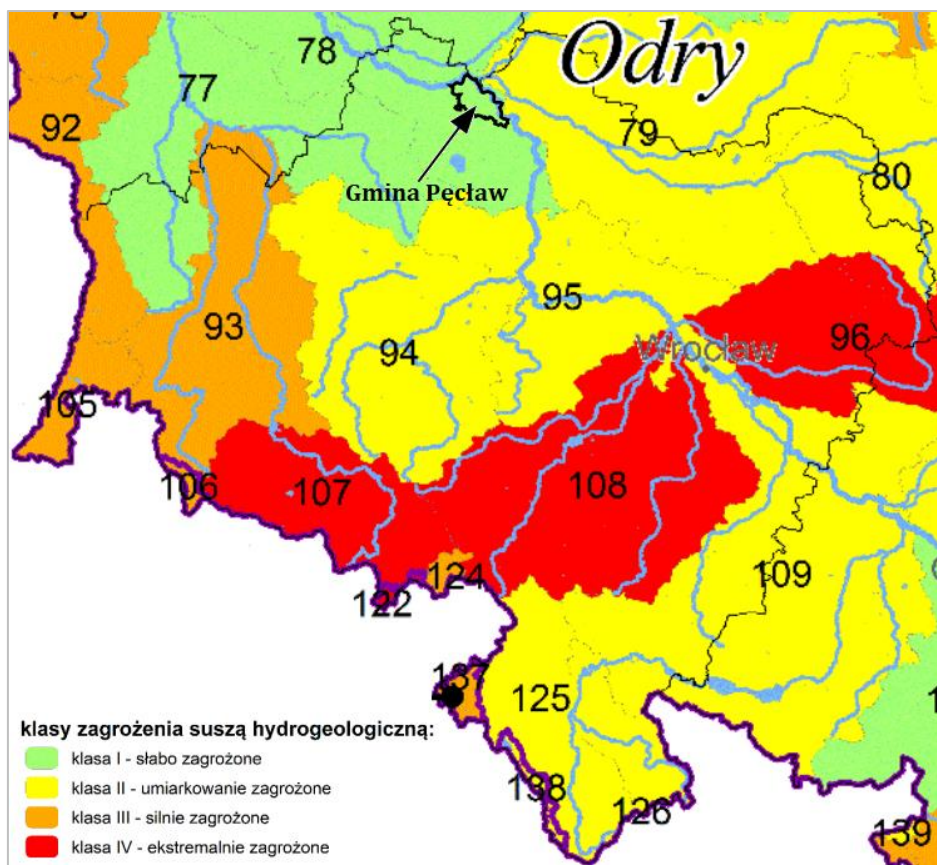 78
Odry
77
79
92
Gmina Pęcław
80
95
93
94
96
Wrocław
105
106
107
108
124
109
122
137
125
138
126
139
klasy zagrożenia suszą hydrogeologiczną:
klasa I - słabo zagrożone
klasa II - umiarkowanie zagrożone
klasa III - silnie zagrożone
klasa IV - ekstremalnie zagrożone